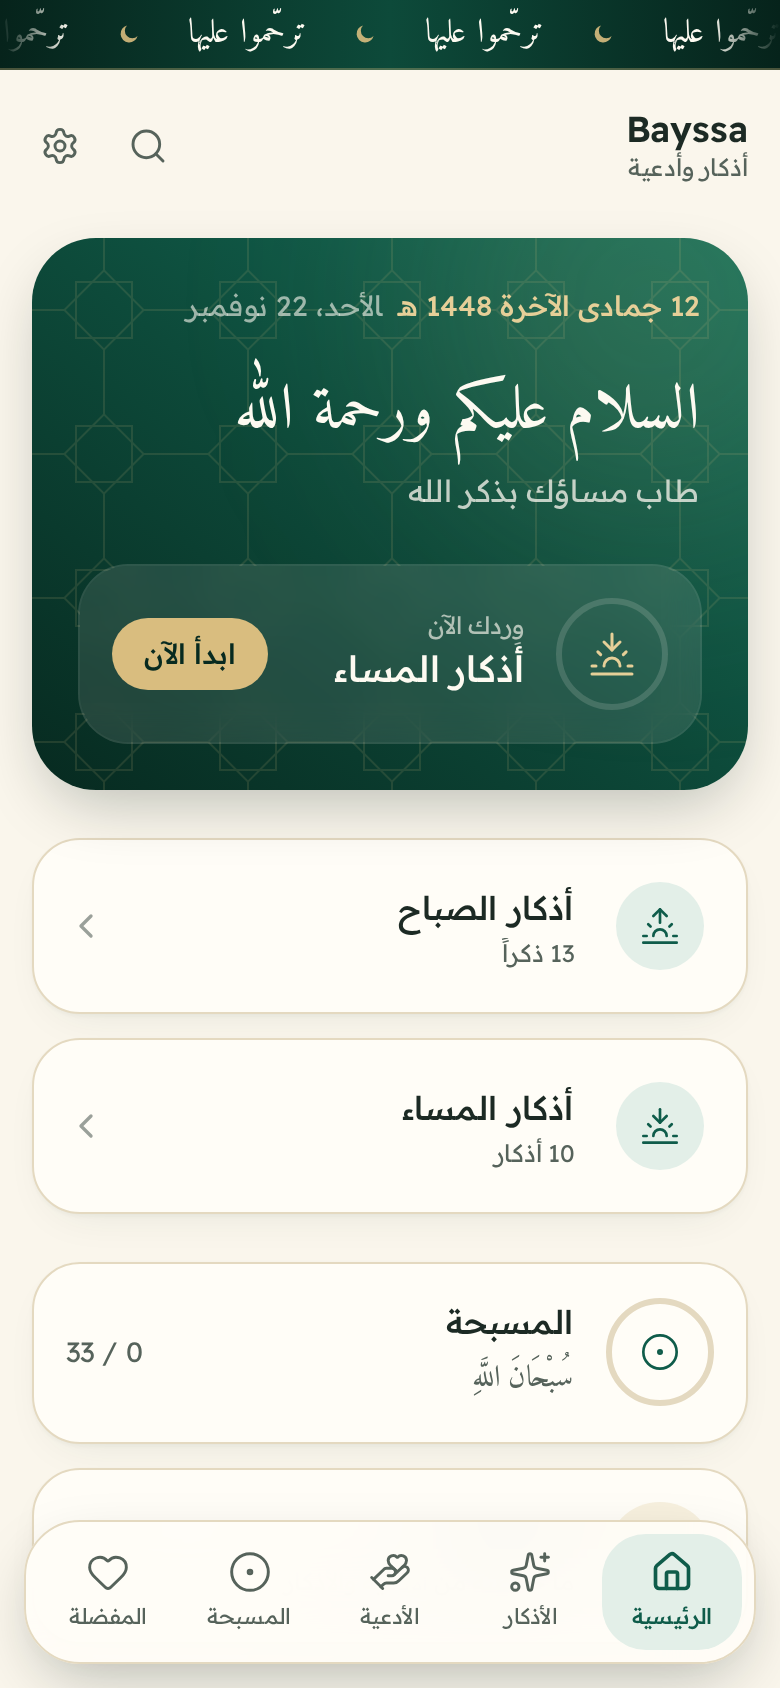 ترحّموا عليها ترحّموا عليها ترحّموا عليها ترحّموا
Bayssa
أذكار وأدعية
12 جمادى الآخرة 1448 هـ الأحد، 22 نوفمبر
السلام عليكم ورحمة الله
طاب مساؤك بذكر الله
وردك الآن
أذكار المساء
ابدأ الآن
أذكار الصباح
13 ذكراً
أذكار المساء
10 أذكار
المسبحة
سُبْحَانَ اللَّهِ
0 / 33
الرئيسية
الأذكار
الأدعية
المسبحة
المفضلة